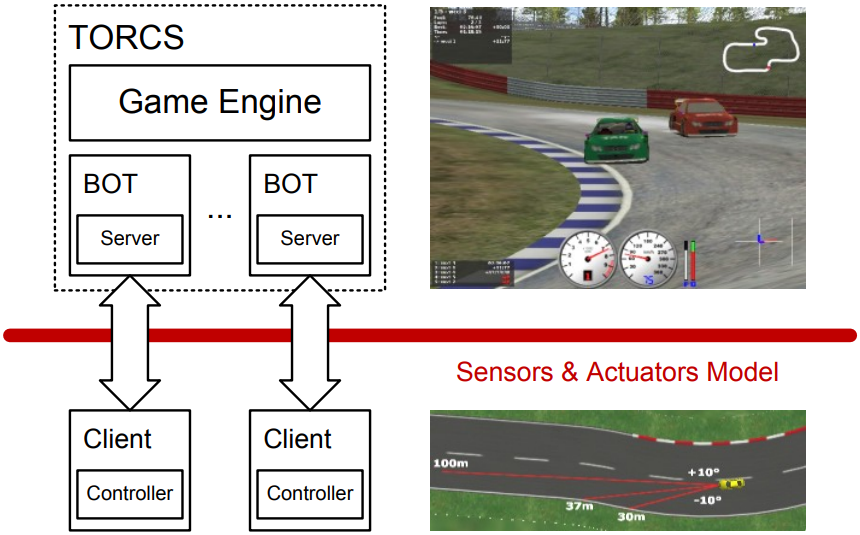 TORCS
Game Engine
BOT
Server
...
BOT
Server
75
Sensors & Actuators Model
Client
Controller
Client
Controller
100m
+10°
-10°
37m
30m